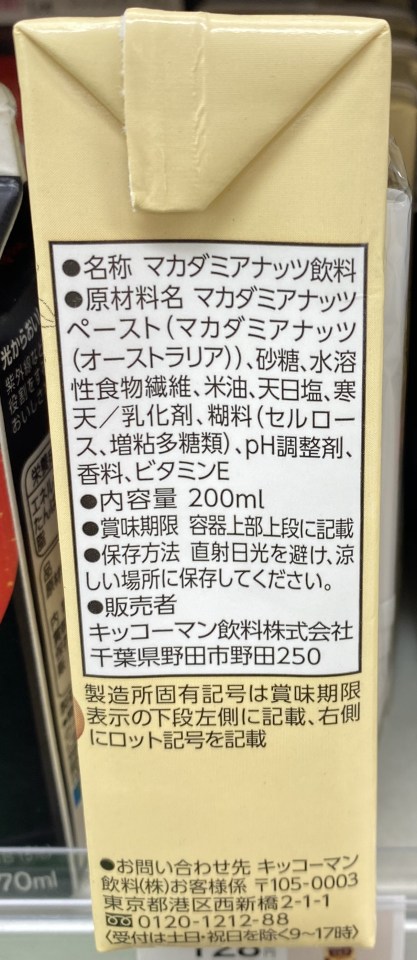 ●名称 マカダミアナッツ飲料
●原材料名 マカダミアナッツ
ペースト(マカダミアナッツ
(オーストラリア))、砂糖、水溶
性食物繊維、米油、天日塩、寒
天/乳化剤、糊料(セルロー
ス、増粘多糖類)、pH調整剤、
香料、ビタミンE
●内容量 200ml
●賞味期限 容器上部上段に記載
●保存方法 直射日光を避け、涼
しい場所に保存してください。
●販売者
キッコーマン飲料株式会社
千葉県野田市野田250
製造所固有記号は賞味期限
表示の下段左側に記載、右側
にロット記号を記載
●お問い合わせ先 キッコーマン
飲料(株)お客様係 〒105-0003
東京都港区西新橋2-1-1
0120-1212-88
〈受付は土日・祝日を除く9~17時〉
70ml